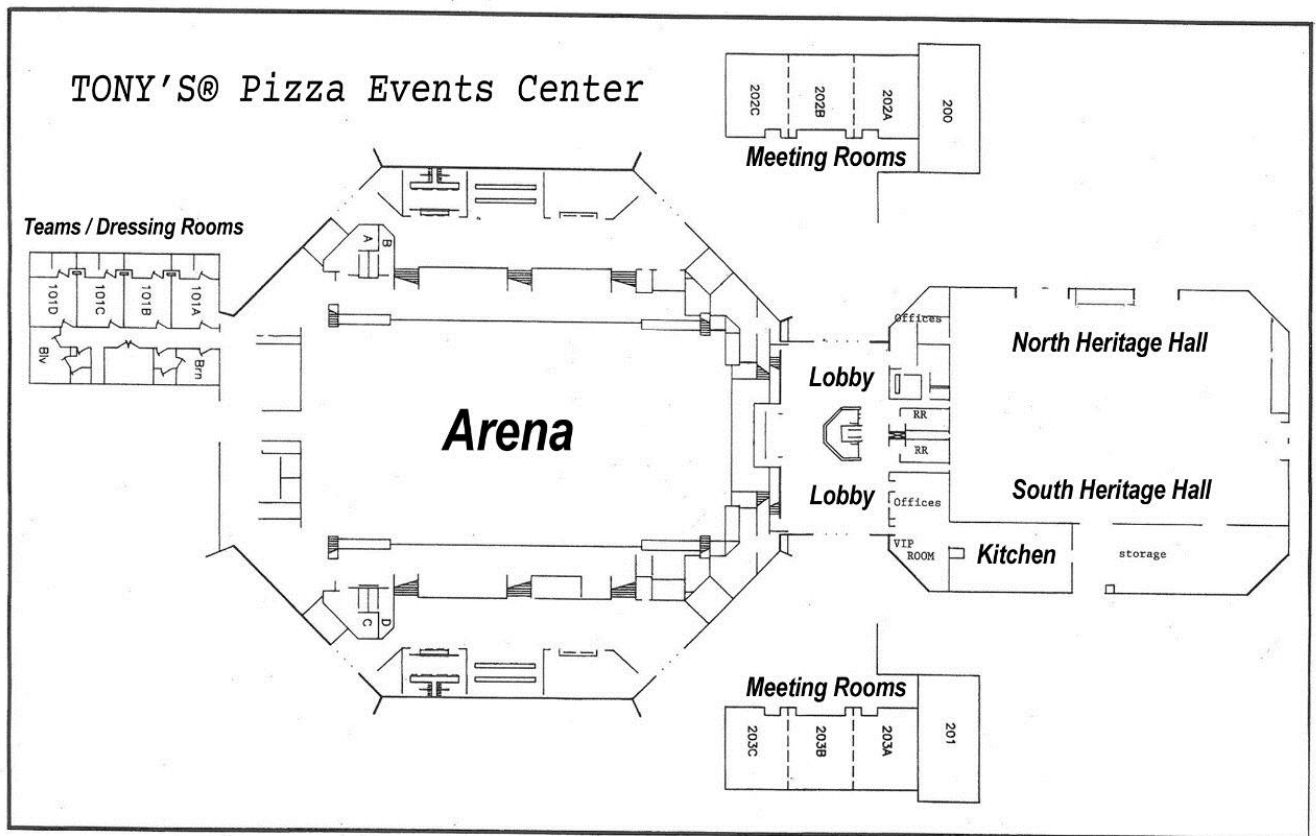 TONY'S® Pizza Events Center
202C
202B
202A
200
Meeting Rooms
Teams / Dressing Rooms
A
B
101D
101C
101B
101A
Blv
Brn
Offices
North Heritage Hall
Lobby
RR
Arena
RR
Lobby
Offices
South Heritage Hall
VIP
ROOM
Kitchen
storage
C
D
Meeting Rooms
203C
203B
203A
201